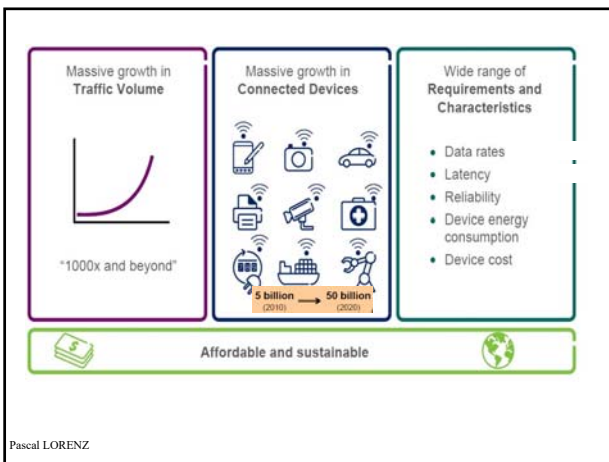 Massive growth in
Traffic Volume
"1000x and beyond"
Massive growth in
Connected Devices
5 billion
50 billion
(2010)
(2020)
Wide range of
Requirements and
Characteristics
• Data rates
• Latency
• Reliability
• Device energy
consumption
• Device cost
$
Affordable and sustainable
Pascal LORENZ